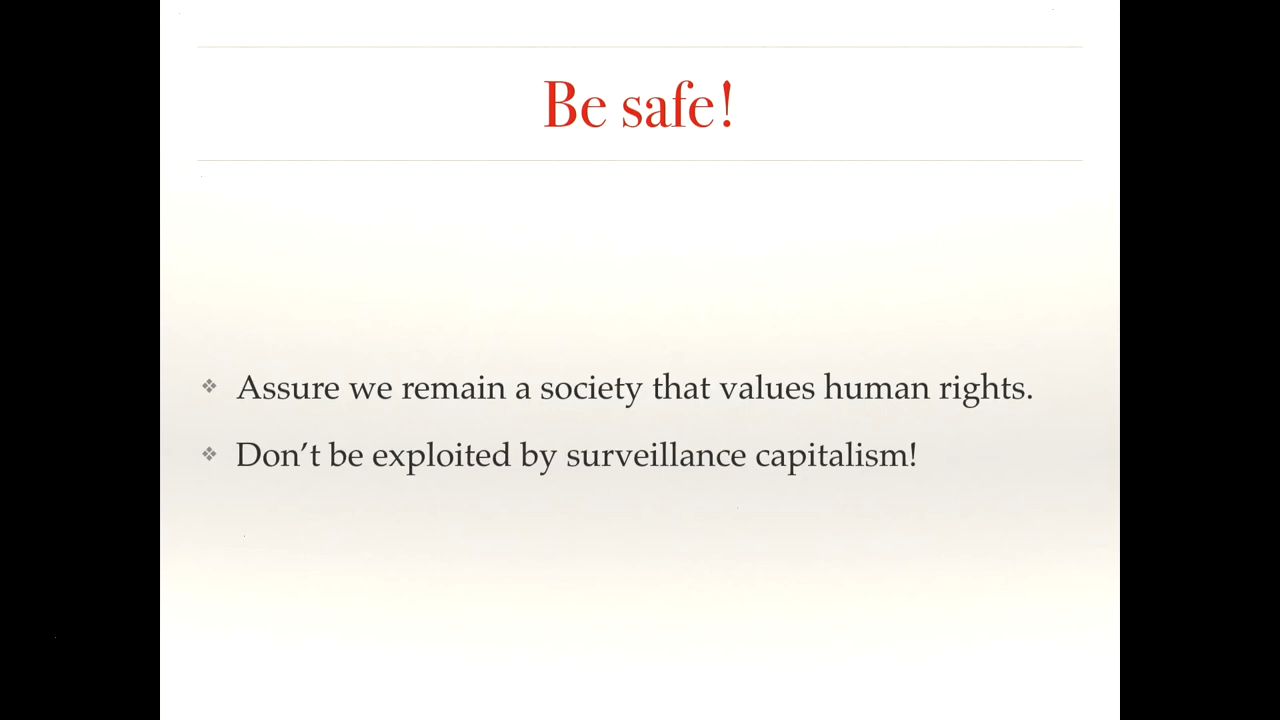 Be safe!
❖ Assure we remain a society that values human rights.
❖ Don’t be exploited by surveillance capitalism!